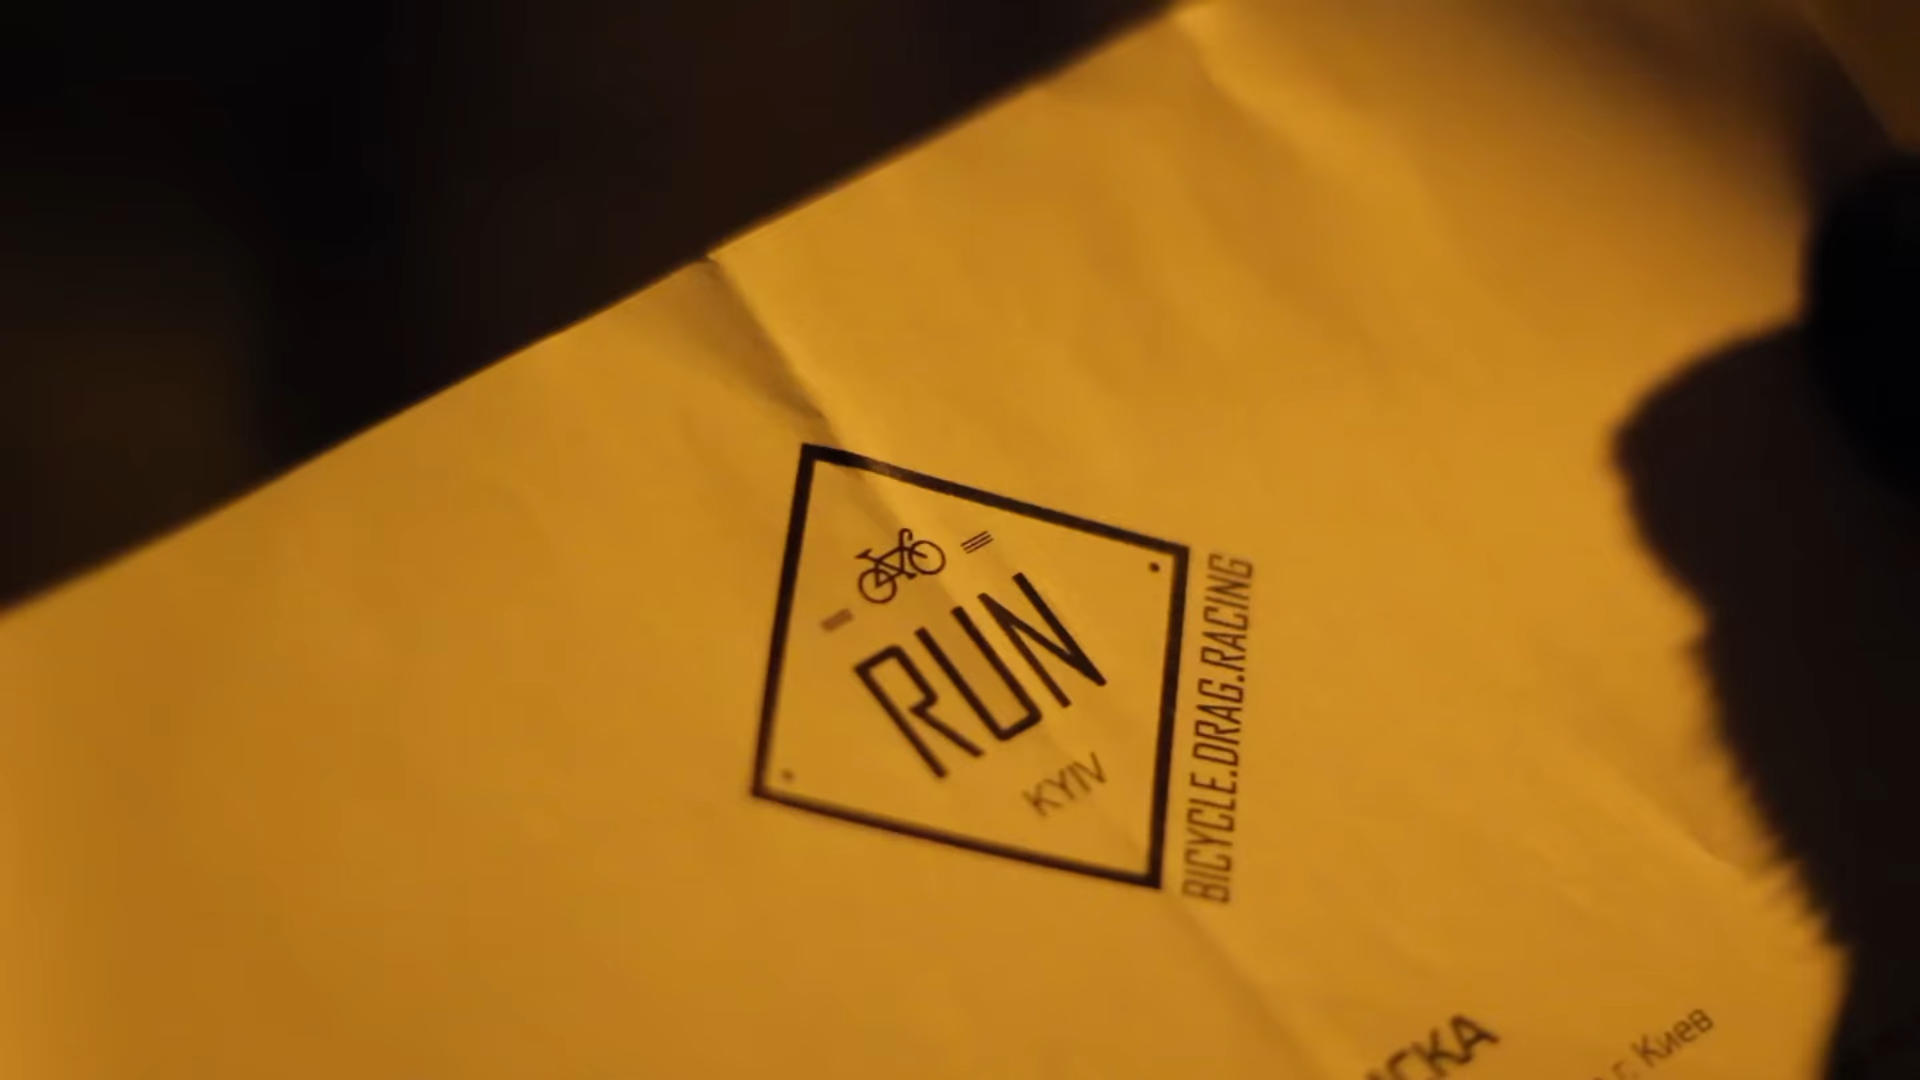 RUN
KYIV
BICYCLE.DRAG.RACING
г. Киев